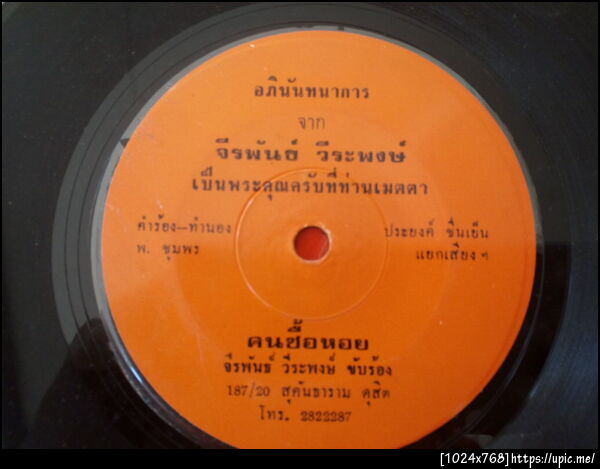 อภินันทนาการ
จาก
จีรพันธ์ วีระพงษ์
เป็นพระคุณครับที่ท่านเมตตา
คำร้อง–ทำนอง
พ. ชุมพร
ประยงค์ ชื่นเย็น
แยกเสียง ฯ
คนซื้อหอย
จีรพันธ์ วีระพงษ์ ขับร้อง
187/20 สุคันธาราม ดุสิต
โทร. 2822287
[1024x768]https://upic.me/